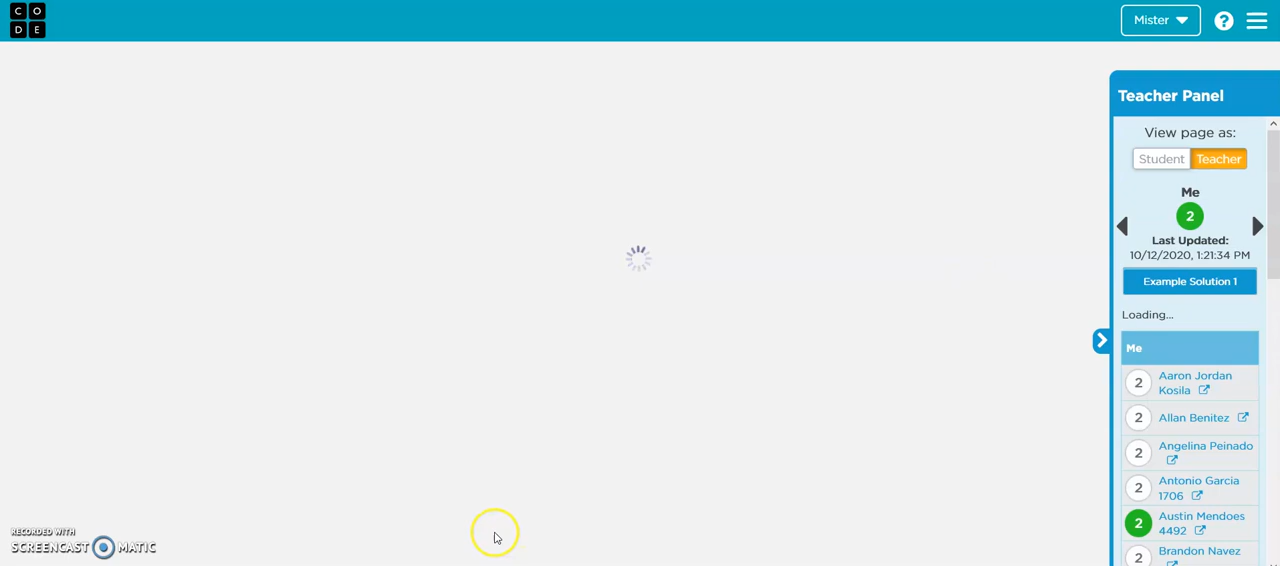 C O
D E
Mister
?
Teacher Panel
View page as:
Student Teacher
Me
2
Last Updated:
10/12/2020, 1:21:34 PM
Example Solution 1
Loading...
Me
2 Aaron Jordan
Kosila
2 Allan Benitez
2 Angelina Peinado
2 Antonio Garcia
1706
2 Austin Mendoes
4492
2 Brandon Navez
RECORDED WITH
SCREENCAST MATIC